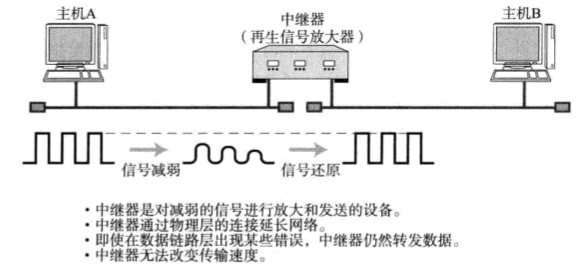 主机A
中继器
（再生信号放大器）
主机B
信号减弱
信号还原
・中继器是对减弱的信号进行放大和发送的设备。
・中继器通过物理层的连接延长网络。
・即使在数据链路层出现某些错误，中继器仍然转发数据。
・中继器无法改变传输速度。